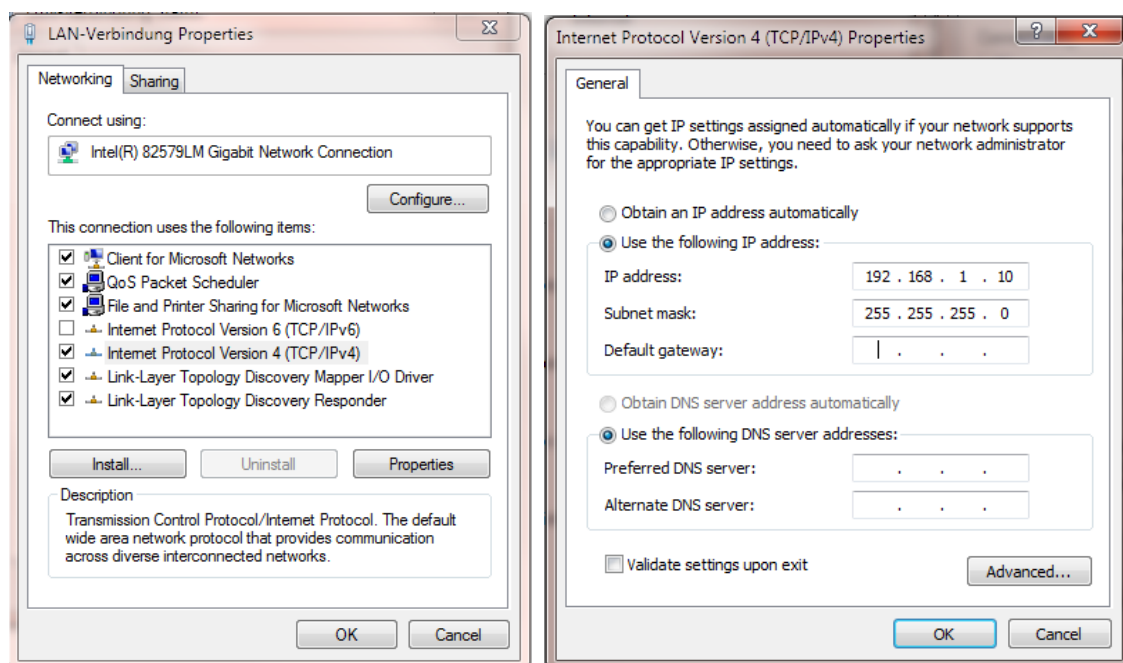 LAN-Verbindung Properties
Networking
Sharing
Connect using:
Intel(R) 82579LM Gigabit Network Connection
Configure...
This connection uses the following items:
Client for Microsoft Networks
QoS Packet Scheduler
File and Printer Sharing for Microsoft Networks
Internet Protocol Version 6 (TCP/IPv6)
Internet Protocol Version 4 (TCP/IPv4)
Link-Layer Topology Discovery Mapper I/O Driver
Link-Layer Topology Discovery Responder
Install...
Uninstall
Properties
Description
Transmission Control Protocol/Internet Protocol. The default
wide area network protocol that provides communication
across diverse interconnected networks.
OK
Cancel
Internet Protocol Version 4 (TCP/IPv4) Properties
?
General
You can get IP settings assigned automatically if your network supports
this capability. Otherwise, you need to ask your network administrator
for the appropriate IP settings.
Obtain an IP address automatically
Use the following IP address:
IP address: 192 . 168 . 1 . 10
Subnet mask: 255 . 255 . 255 . 0
Default gateway: . . .
Obtain DNS server address automatically
Use the following DNS server addresses:
Preferred DNS server: . . .
Alternate DNS server: . . .
Validate settings upon exit
Advanced...
OK
Cancel